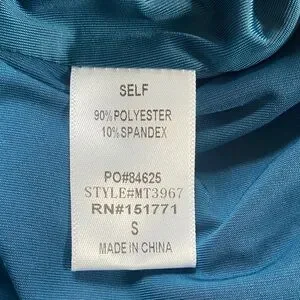 SELF
90%POLYESTER
10%SPANDEX
PO#84625
STYLE#MT3967
RN#151771
S
MADE IN CHINA